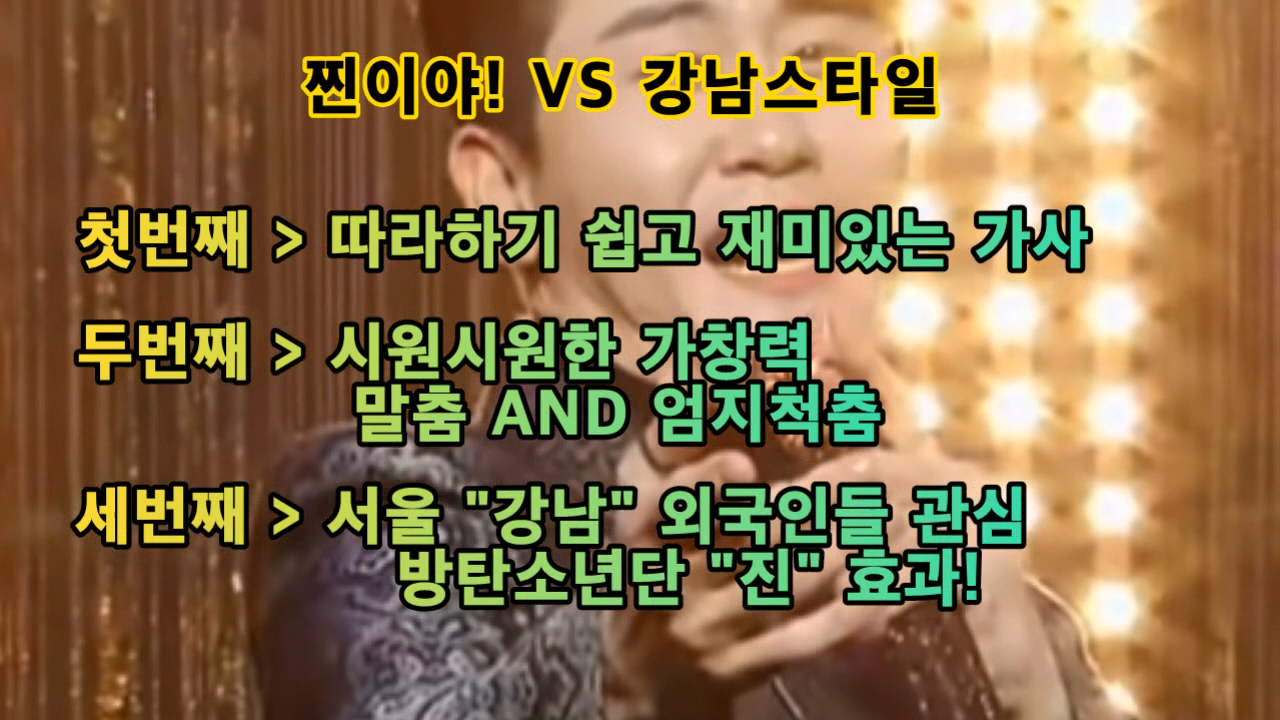 찐이야! VS 강남스타일
첫번째 > 따라하기 쉽고 재미있는 가사
두번째 > 시원시원한 가창력
말춤 AND 엄지척춤
세번째 > 서울 "강남" 외국인들 관심
방탄소년단 "진" 효과!